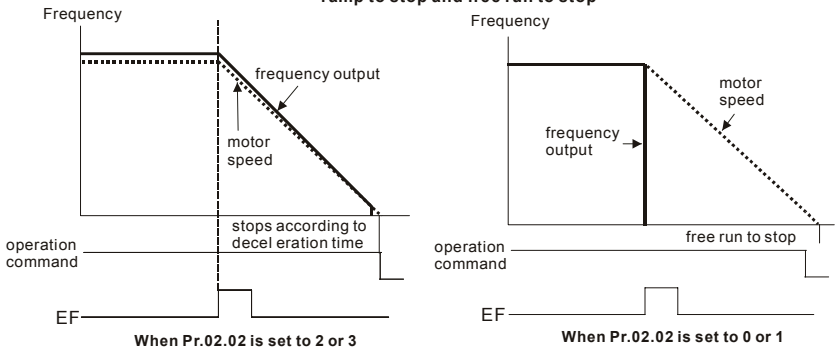 ramp to stop and free run to stop
Frequency
frequency output
motor
speed
stops according to
decel eration time
operation
command
EF
When Pr.02.02 is set to 2 or 3
Frequency
motor
speed
frequency
output
free run to stop
operation
command
EF
When Pr.02.02 is set to 0 or 1